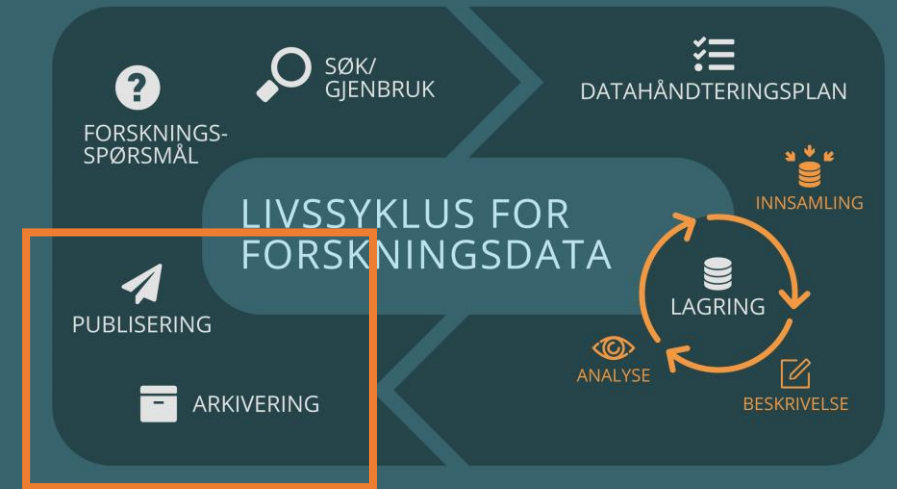 FORSKNINGS-
SPØRSMÅL
SØK/
GJENBRUK
DATAHÅNDTERINGSPLAN
INNSAMLING
LIVSSYKLUS FOR
FORSKNINGSDATA
LAGRING
BESKRIVELSE
ANALYSE
ARKIVERING
PUBLISERING